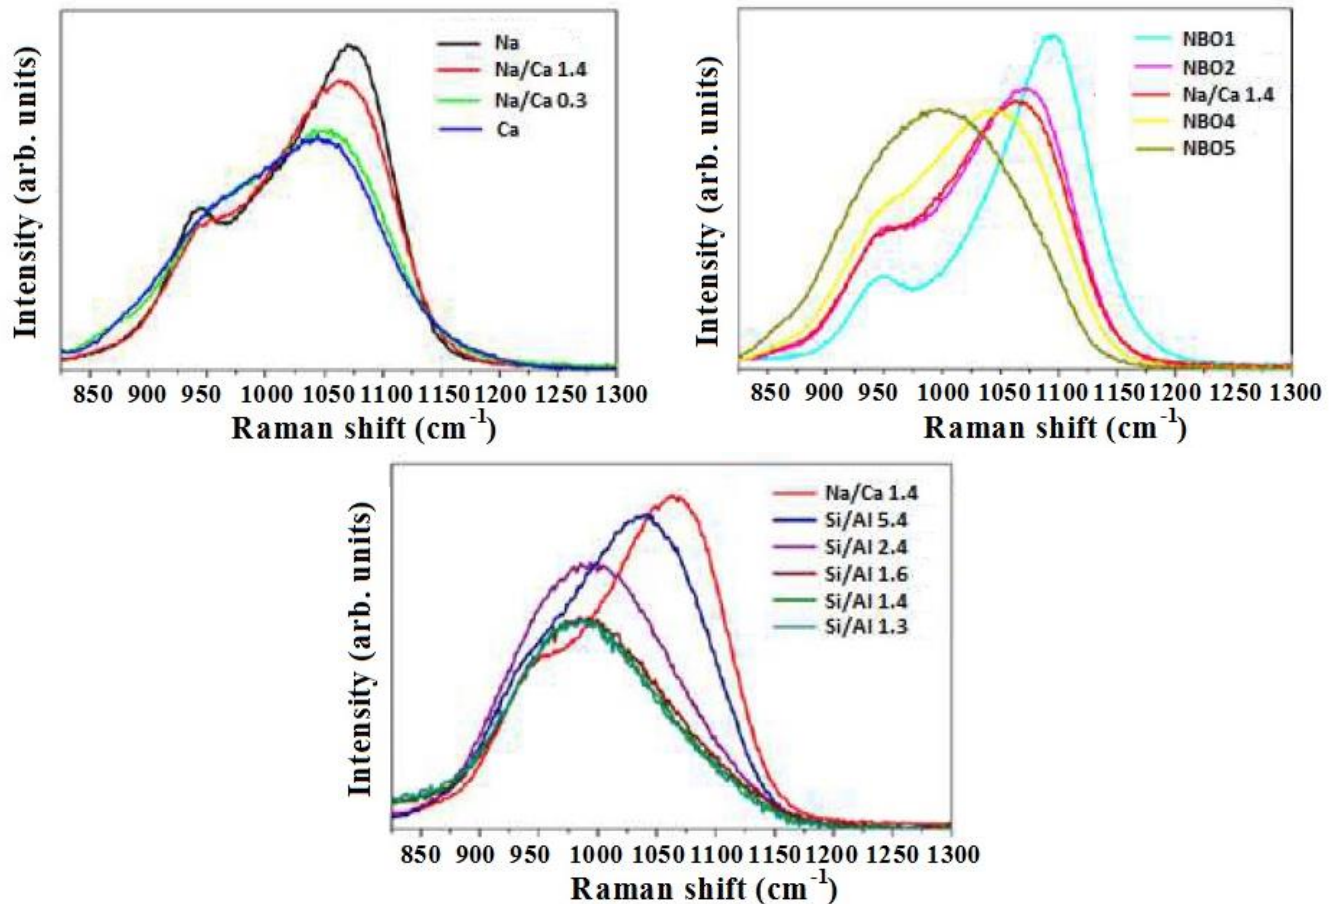 Intensity (arb. units)
Na
Na/Ca 1.4
Na/Ca 0.3
Ca
850 900 950 1000 1050 1100 1150 1200 1250 1300
Raman shift (cm-1)
Intensity (arb. units)
NBO1
NBO2
Na/Ca 1.4
NBO4
NBO5
850 900 950 1000 1050 1100 1150 1200 1250 1300
Raman shift (cm-1)
Intensity (arb. units)
Na/Ca 1.4
Si/Al 5.4
Si/Al 2.4
Si/Al 1.6
Si/Al 1.4
Si/Al 1.3
850 900 950 1000 1050 1100 1150 1200 1250 1300
Raman shift (cm-1)